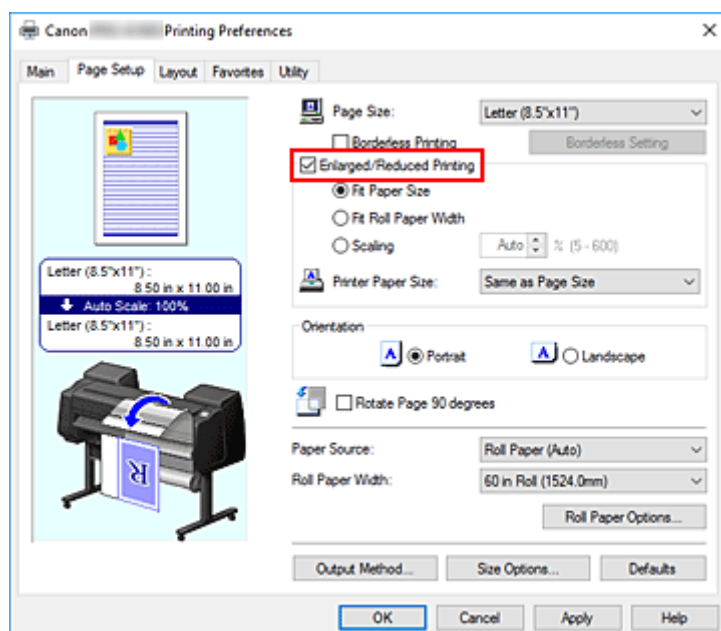 Canon Printing Preferences
Main Page Setup Layout Favorites Utility
Page Size: Letter (8.5"x11")
Borderless Printing Borderless Setting
Enlarged/Reduced Printing
Fit Paper Size
Fit Roll Paper Width
Scaling Auto % (5 - 600)
Letter (8.5"x11") :
8.50 in x 11.00 in
Auto Scale: 100%
Letter (8.5"x11") :
8.50 in x 11.00 in
Printer Paper Size: Same as Page Size
Orientation
A Portrait A Landscape
Rotate Page 90 degrees
R
Paper Source: Roll Paper (Auto)
Roll Paper Width: 60 in Roll (1524.0mm)
Roll Paper Options...
Output Method... Size Options... Defaults
OK Cancel Apply Help